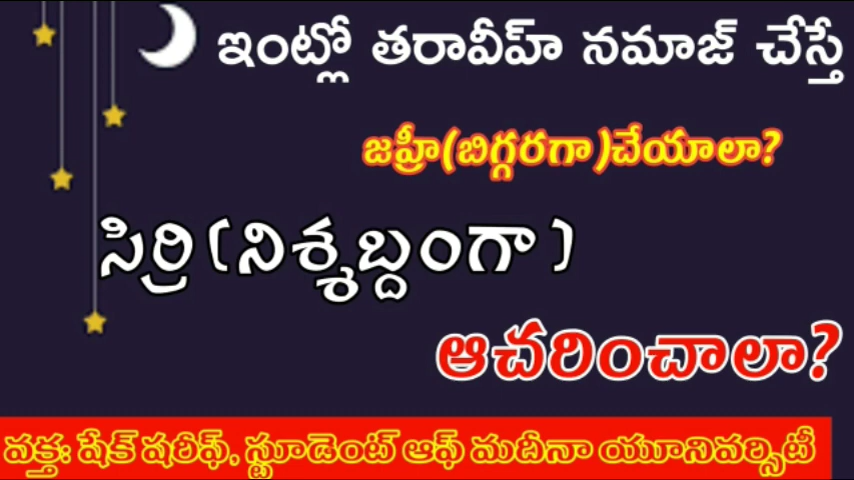 ఇంట్లో తరావీహ్ నమాజ్ చేస్తే
జహ్రీ(బిగ్గరగా)చేయాలా?
సిర్రి(నిశ్శబ్దంగా)
ఆచరించాలా?
వక్తః షేక్ షరీఫ్, స్టూడెంట్ ఆఫ్ మదీనా యూనివర్సిటీ